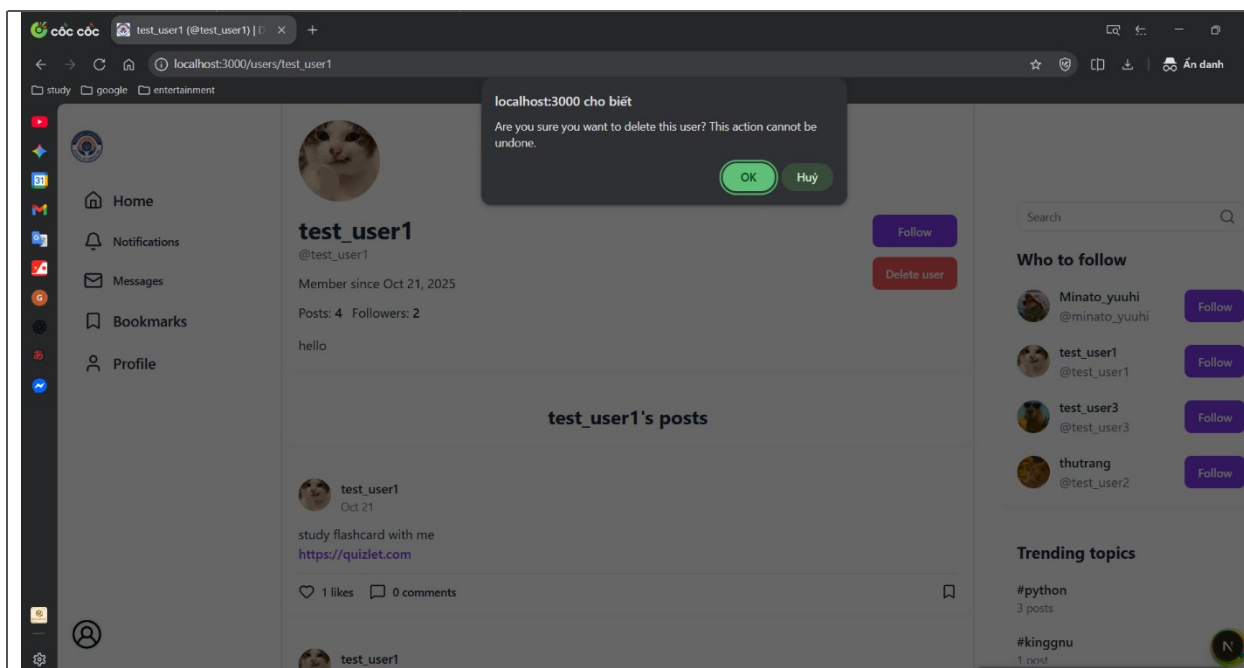 cốc cốc
test_user1 (@test_user1) | D
localhost:3000/users/test_user1
Ẩn danh
study
google
entertainment
localhost:3000 cho biết
Are you sure you want to delete this user? This action cannot be
undone.
OK
Huỷ
31
Home
Notifications
Messages
Bookmarks
Profile
test_user1
@test_user1
Member since Oct 21, 2025
Posts: 4 Followers: 2
hello
Follow
Delete user
test_user1's posts
test_user1
Oct 21
study flashcard with me
https://quizlet.com
1 likes
0 comments
test_user1
Search
Who to follow
Minato_yuuhi
@minato_yuuhi
Follow
test_user1
@test_user1
Follow
test_user3
@test_user3
Follow
thutrang
@test_user2
Follow
Trending topics
#python
3 posts
#kinggnu
1 post
N